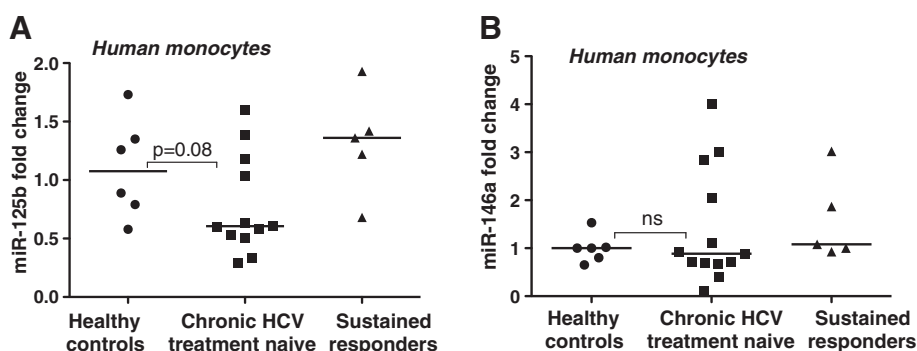 A
Human monocytes
miR-125b fold change
2.0
1.5
1.0
0.5
0.0
p=0.08
Healthy controls
Chronic HCV treatment naive
Sustained responders
B
Human monocytes
miR-146a fold change
5
4
3
2
1
0
ns
Healthy controls
Chronic HCV treatment naive
Sustained responders